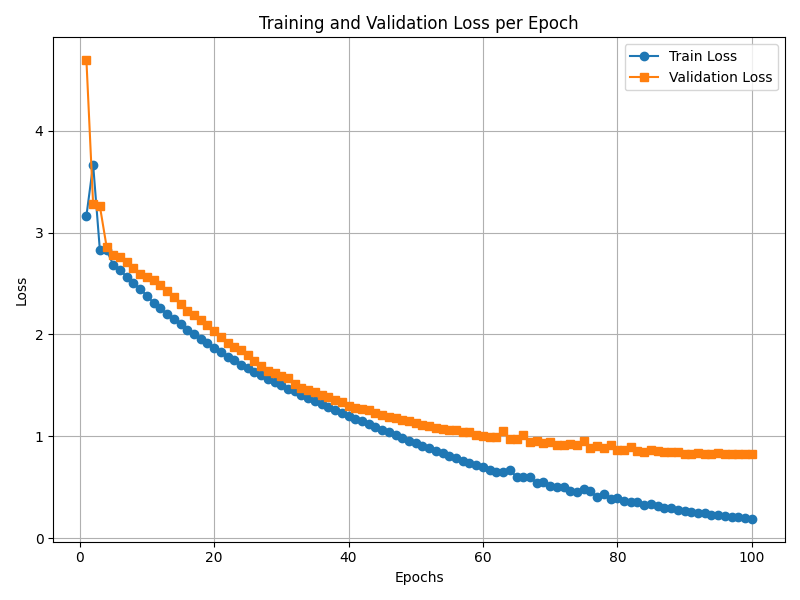 Training and Validation Loss per Epoch
Train Loss
Validation Loss
4
3
2
1
0
Loss
0 20 40 60 80 100
Epochs